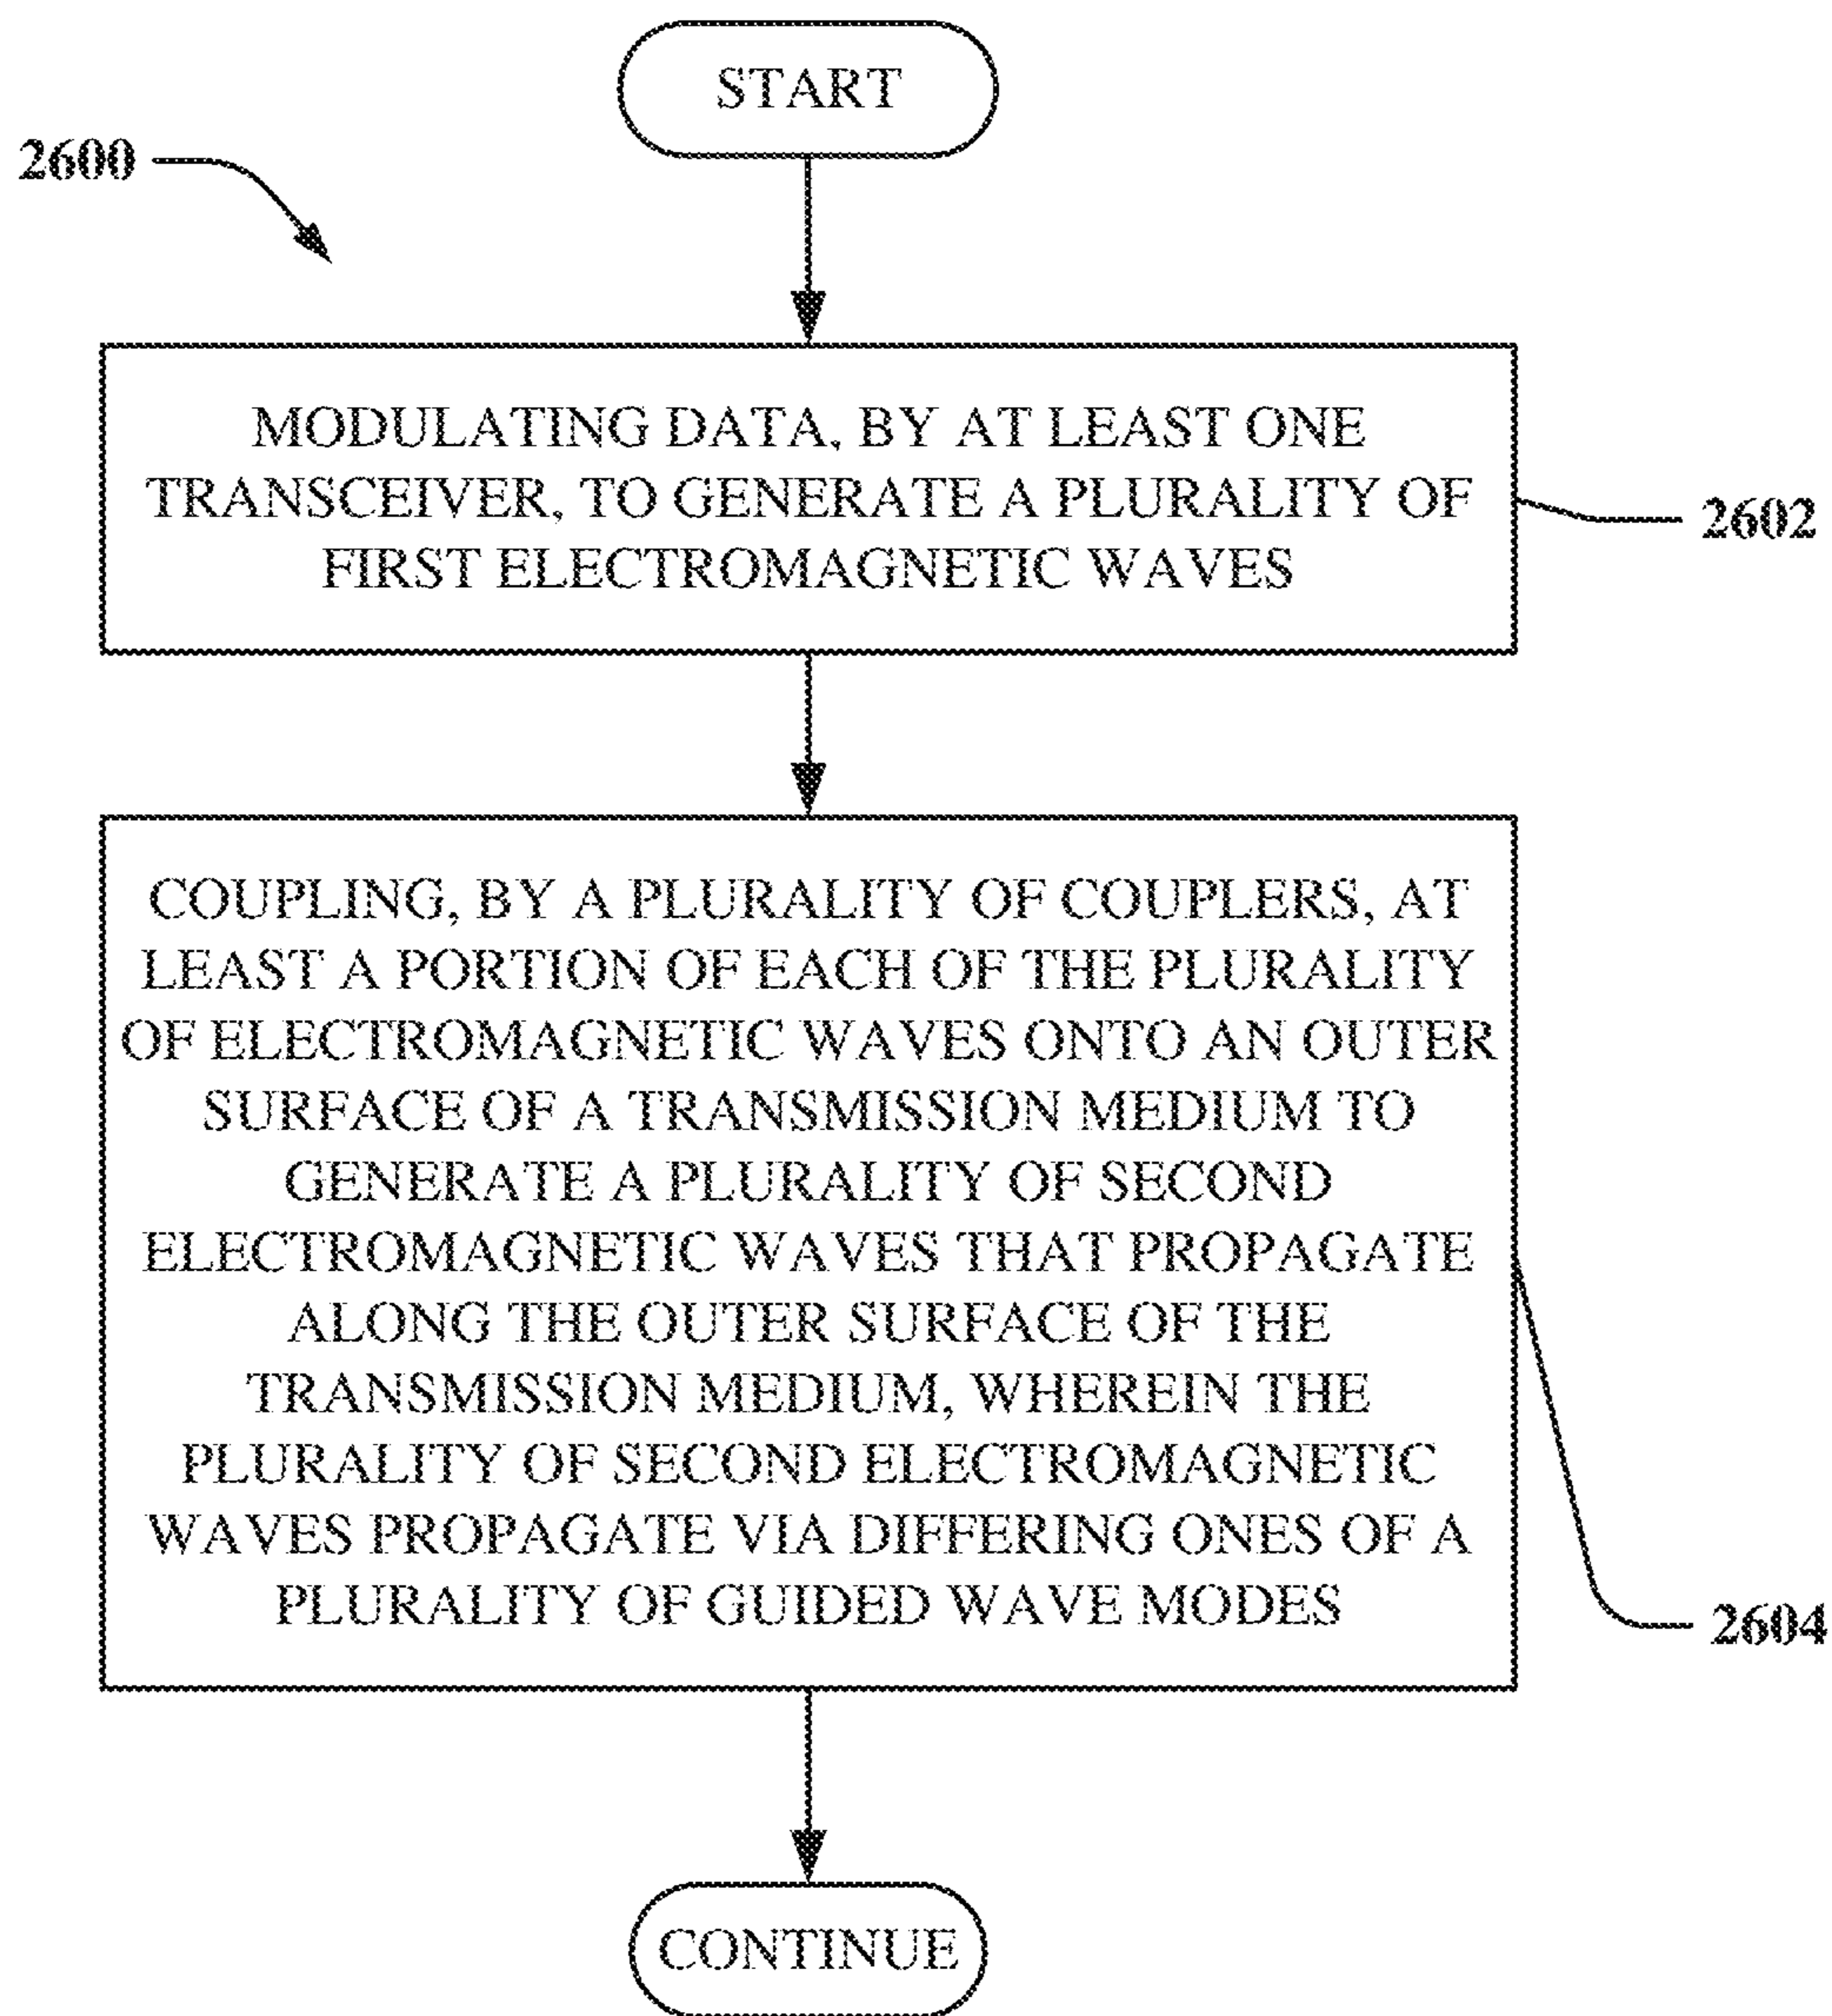 START
2600
MODULATING DATA, BY AT LEAST ONE
TRANSCEIVER, TO GENERATE A PLURALITY OF
FIRST ELECTROMAGNETIC WAVES
2602
COUPLING, BY A PLURALITY OF COUPLERS, AT
LEAST A PORTION OF EACH OF THE PLURALITY
OF ELECTROMAGNETIC WAVES ONTO AN OUTER
SURFACE OF A TRANSMISSION MEDIUM TO
GENERATE A PLURALITY OF SECOND
ELECTROMAGNETIC WAVES THAT PROPAGATE
ALONG THE OUTER SURFACE OF THE
TRANSMISSION MEDIUM, WHEREIN THE
PLURALITY OF SECOND ELECTROMAGNETIC
WAVES PROPAGATE VIA DIFFERING ONES OF A
PLURALITY OF GUIDED WAVE MODES
2604
CONTINUE